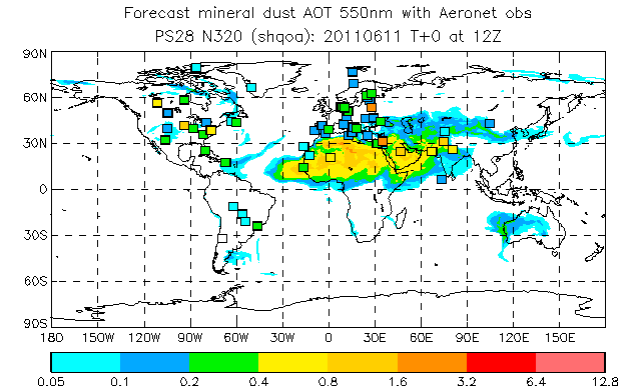 Forecast mineral dust AOT 550nm with Aeronet obs
PS28 N320 (shqoa): 20110611 T+0 at 12Z
90N
60N
30N
0
30S
60S
90S
180 150W 120W 90W 60W 30W 0 30E 60E 90E 120E 150E
0.05 0.1 0.2 0.4 0.8 1.6 3.2 6.4 12.8